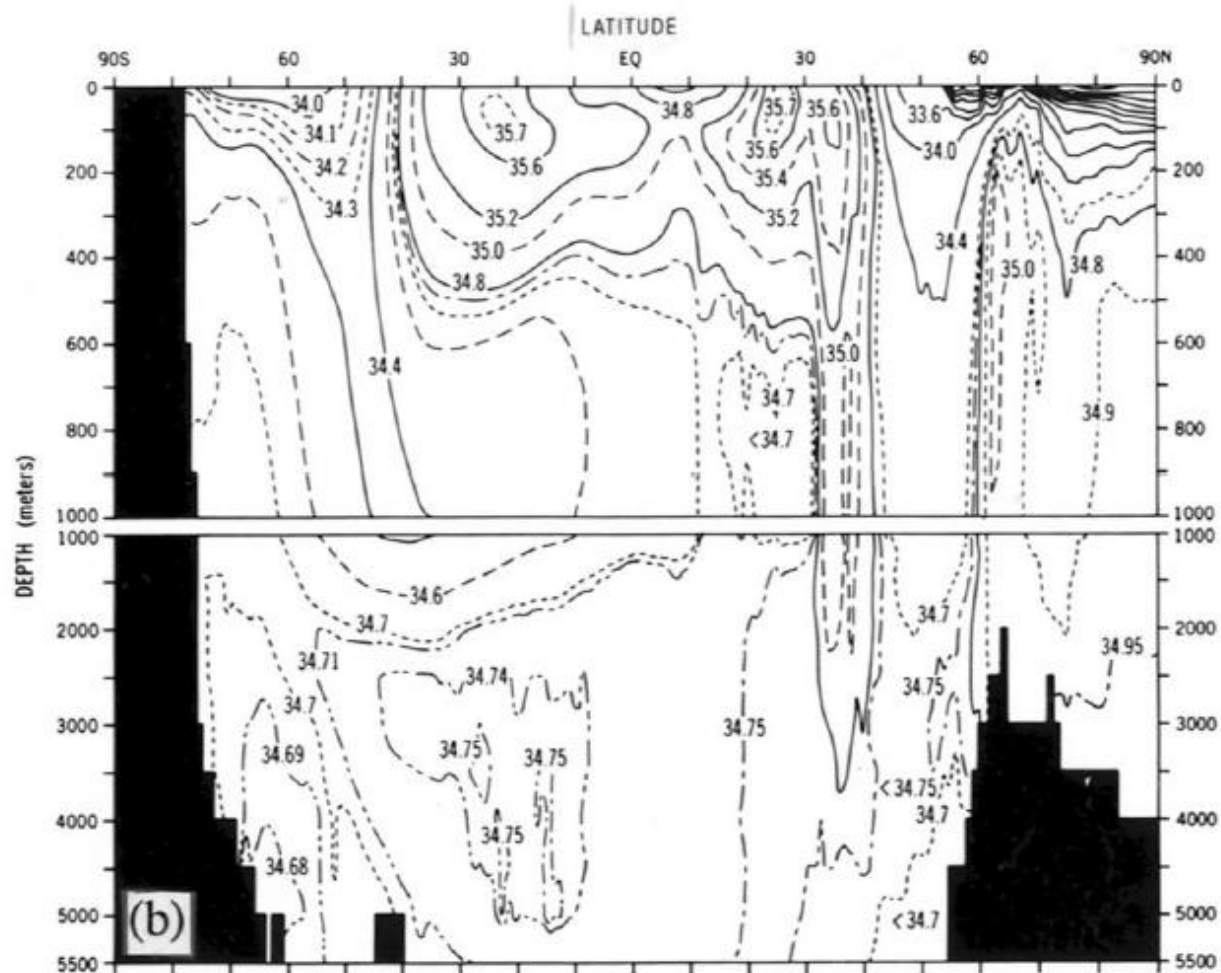 LATITUDE
90S 60 30 EQ 30 60 90N
0 34.0 34.8 35.7 35.6 33.6 0
34.1 35.7 34.0
34.2 35.6 35.6
200 35.4 200
34.3 35.2 35.2
34.4
35.0 35.0
400 34.8 34.8 400
600 35.0 600
34.4
34.7
34.9
800 <34.7 800
1000 1000
DEPTH (meters)
1000 1000
34.6
34.7 34.7
2000 2000
34.71 34.95
34.74 34.75
34.7
3000 34.75 3000
34.69 34.75 34.75
<34.75
34.7
4000 34.75 4000
34.68
(b) 5000 <34.7 5000
5500 5500